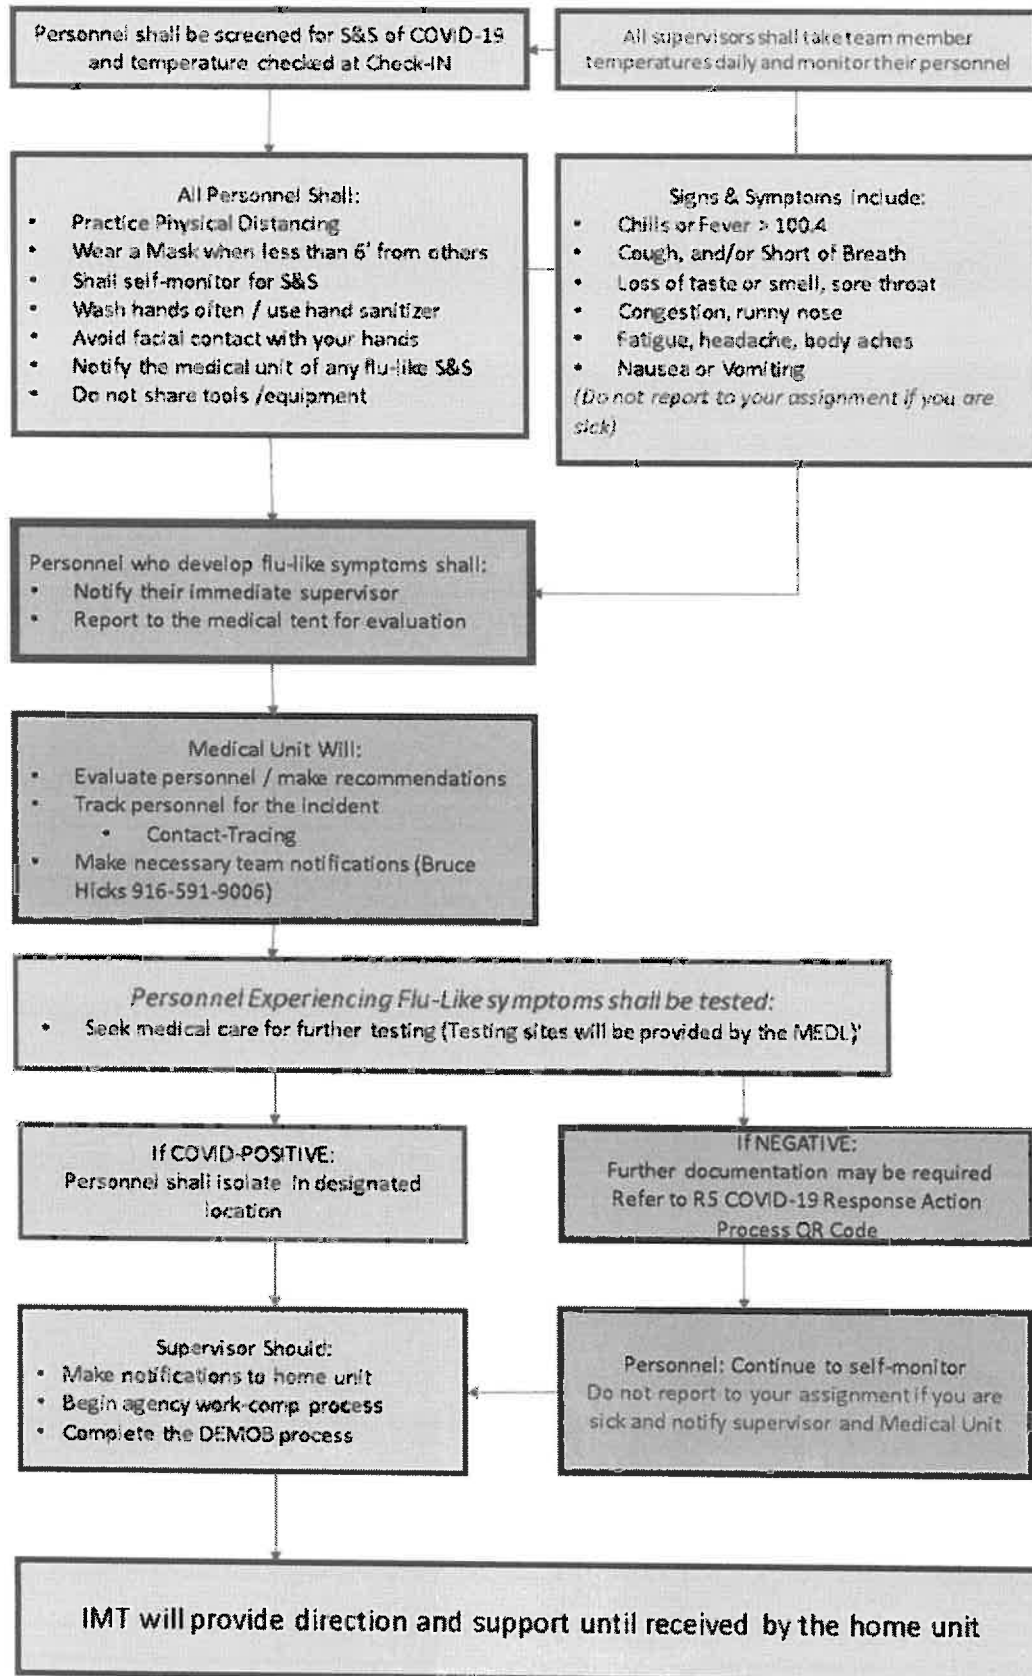 Personnel shall be screened for S&S of COVID-19
and temperature checked at Check-IN
All supervisors shall take team member
temperatures daily and monitor their personnel
All Personnel Shall:
• Practice Physical Distancing
• Wear a Mask when less than 6' from others
• Shall self-monitor for S&S
• Wash hands often / use hand sanitizer
• Avoid facial contact with your hands
• Notify the medical unit of any flu-like S&S
• Do not share tools /equipment
Signs & Symptoms include:
• Chills or Fever > 100.4
• Cough, and/or Short of Breath
• Loss of taste or smell, sore throat
• Congestion, runny nose
• Fatigue, headache, body aches
• Nausea or Vomiting
(Do not report to your assignment if you are
sick)
Personnel who develop flu-like symptoms shall:
• Notify their immediate supervisor
• Report to the medical tent for evaluation
Medical Unit Will:
• Evaluate personnel / make recommendations
• Track personnel for the incident
• Contact-Tracing
• Make necessary team notifications (Bruce
Hicks 916-591-9006)
Personnel Experiencing Flu-Like symptoms shall be tested:
• Seek medical care for further testing (Testing sites will be provided by the MEDL)'
If COVID-POSITIVE:
Personnel shall isolate in designated
location
If NEGATIVE:
Further documentation may be required
Refer to R5 COVID-19 Response Action
Process QR Code
Supervisor Should:
• Make notifications to home unit
• Begin agency work-comp process
• Complete the DEMOB process
Personnel: Continue to self-monitor
Do not report to your assignment if you are
sick and notify supervisor and Medical Unit
IMT will provide direction and support until received by the home unit